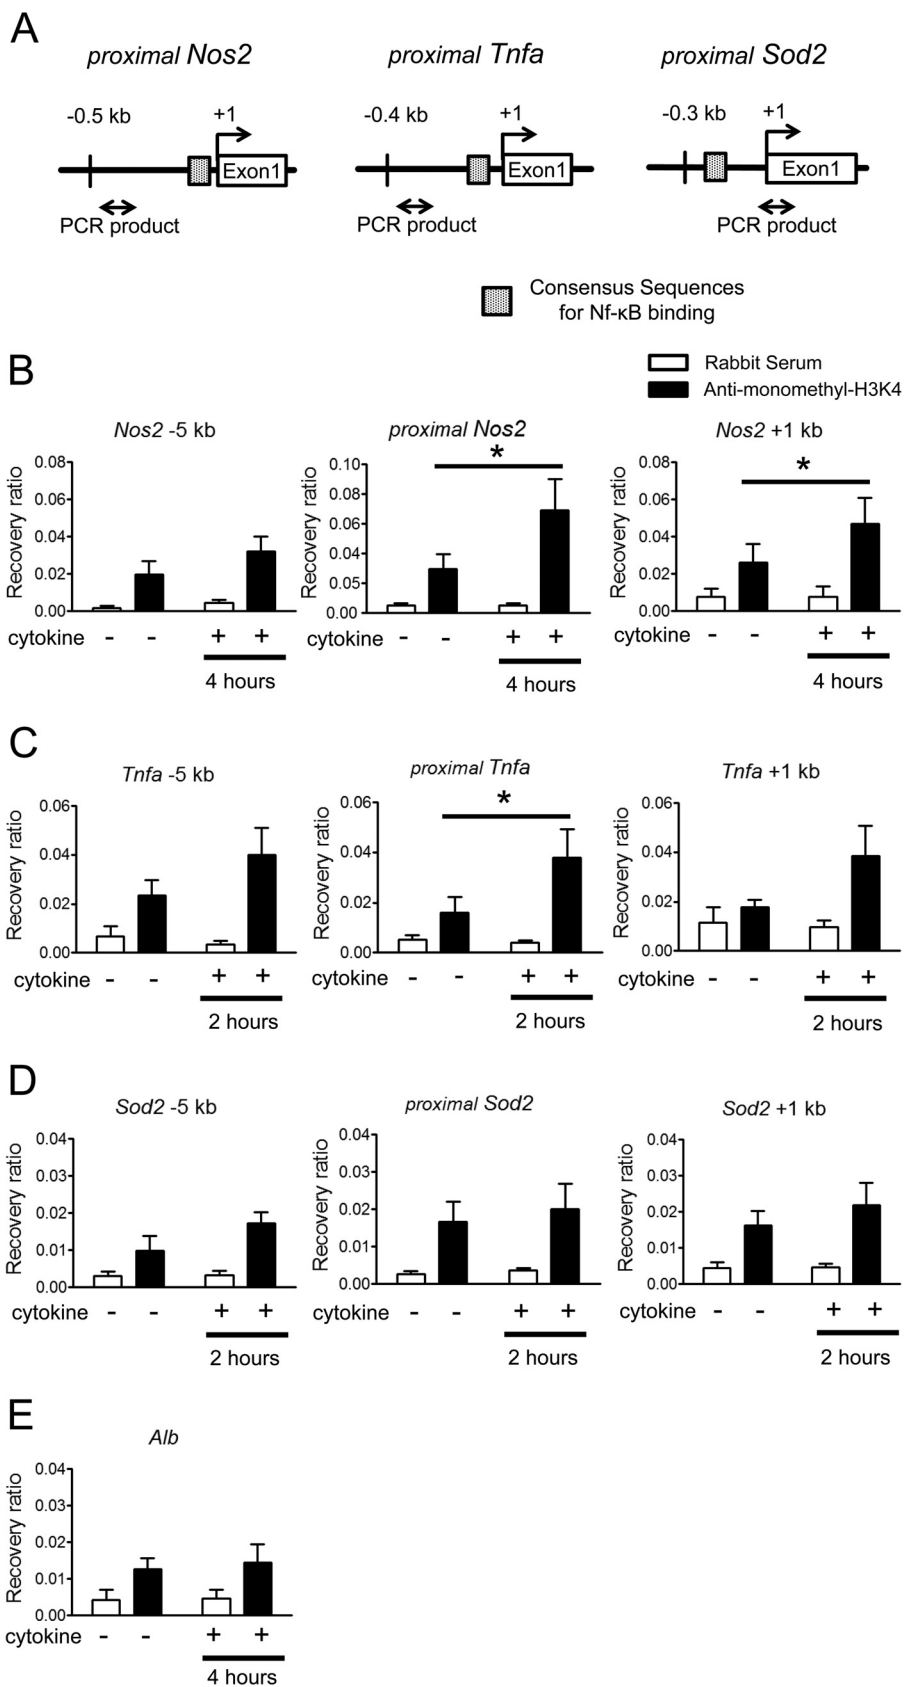 A
proximal Nos2
proximal Tnfa
proximal Sod2
-0.5 kb
+1
-0.4 kb
+1
-0.3 kb
+1
Exon1
Exon1
Exon1
PCR product
PCR product
PCR product
Consensus Sequences
for Nf-κB binding
B
Rabbit Serum
Anti-monomethyl-H3K4
Nos2 -5 kb
Recovery ratio
0.08
0.06
0.04
0.02
0.00
cytokine - - + +
4 hours
proximal Nos2
*
Recovery ratio
0.10
0.08
0.06
0.04
0.05
0.00
cytokine - - + +
4 hours
Nos2 +1 kb
*
Recovery ratio
0.08
0.06
0.04
0.02
0.00
cytokine - - + +
4 hours
C
Tnfa -5 kb
Recovery ratio
0.06
0.04
0.02
0.00
cytokine - - + +
2 hours
proximal Tnfa
*
Recovery ratio
0.06
0.04
0.02
0.00
cytokine - - + +
2 hours
Tnfa +1 kb
Recovery ratio
0.06
0.04
0.02
0.00
cytokine - - + +
2 hours
D
Sod2 -5 kb
Recovery ratio
0.04
0.03
0.02
0.01
0.00
cytokine - - + +
2 hours
proximal Sod2
Recovery ratio
0.04
0.03
0.02
0.01
0.00
cytokine - - + +
2 hours
Sod2 +1 kb
Recovery ratio
0.04
0.03
0.02
0.01
0.00
cytokine - - + +
2 hours
E
Alb
Recovery ratio
0.04
0.03
0.02
0.01
0.00
cytokine - - + +
4 hours